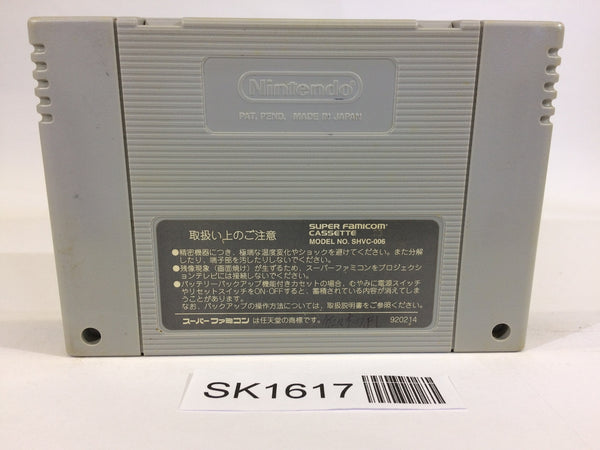 Nintendo
PAT. PEND. MADE IN JAPAN
取扱い上のご注意
SUPER FAMICOM
CASSETTE
MODEL NO. SHVC-006
●精密機器につき、極端な温度変化やショックを避けてください。また分解
したり、端子部を汚したりしないでください。
●残像現象(画面焼け)が生ずるため、スーパーファミコンをプロジェクシ
ョンテレビには接続しないでください。
●バッテリーバックアップ機能付きカセットの場合、むやみに電源スイッチ
やリセットスイッチをON-OFFすると、蓄積されている内容が消えてしま
うことがあります。
なお、バックアップの操作方法については、取扱説明書をご参照ください。
スーパーファミコンは任天堂の商標です。
920214
SK1617